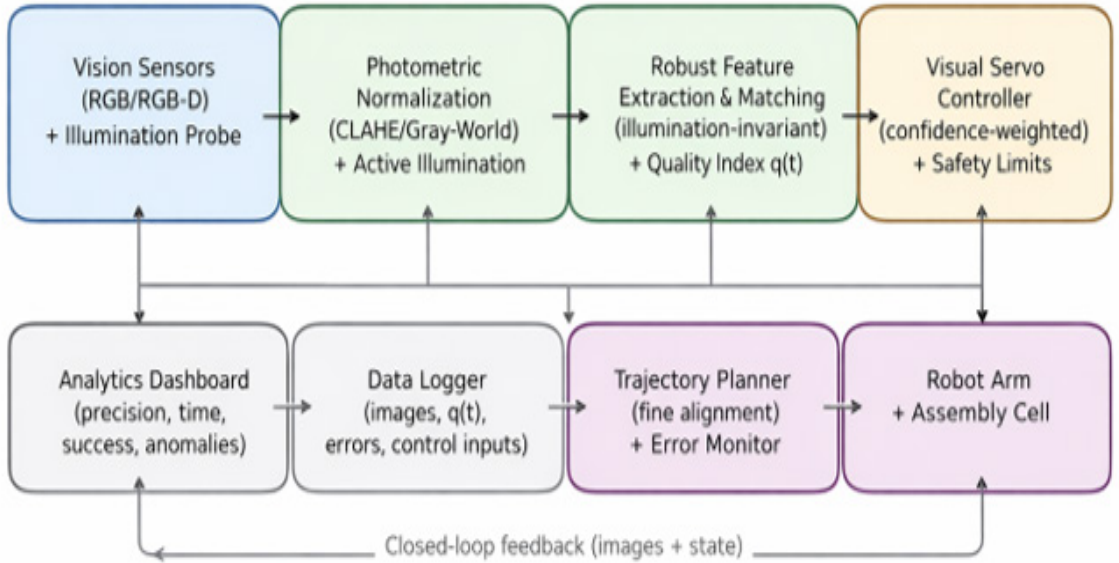 Vision Sensors
(RGB/RGB-D)
+ Illumination Probe
Photometric
Normalization
(CLAHE/Gray-World)
+ Active Illumination
Robust Feature
Extraction & Matching
(illumination-invariant)
+ Quality Index q(t)
Visual Servo
Controller
(confidence-weighted)
+ Safety Limits
Analytics Dashboard
(precision, time,
success, anomalies)
Data Logger
(images, q(t),
errors, control inputs)
Trajectory Planner
(fine alignment)
+ Error Monitor
Robot Arm
+ Assembly Cell
Closed-loop feedback (images + state)